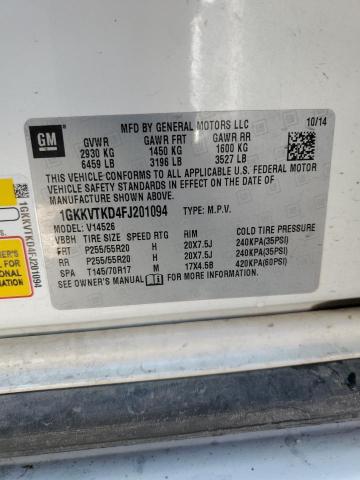 GM
MFD BY GENERAL MOTORS LLC
10/14
GVWR GAWR FRT GAWR RR
2930 KG 1450 KG 1600 KG
6459 LB 3196 LB 3527 LB
THIS VEHICLE CONFORMS TO ALL APPLICABLE U.S. FEDERAL MOTOR
VEHICLE SAFETY AND THEFT PREVENTION STANDARDS IN EFFECT ON THE DATE OF
MANUFACTURE SHOWN ABOVE.
1GKKVTKD4FJ201094 TYPE: M.P.V.
MODEL: V14526
VBBH TIRE SIZE SPEED RIM COLD TIRE PRESSURE
FRT P255/55R20 H 20X7.5J 240KPA(35PSI)
RR P255/55R20 H 20X7.5J 240KPA(35PSI)
SPA T145/70R17 M 17X4.5B 420KPA(60PSI)
SEE OWNER'S MANUAL FOR MORE INFORMATION.
1GKKVTKD4FJ201094